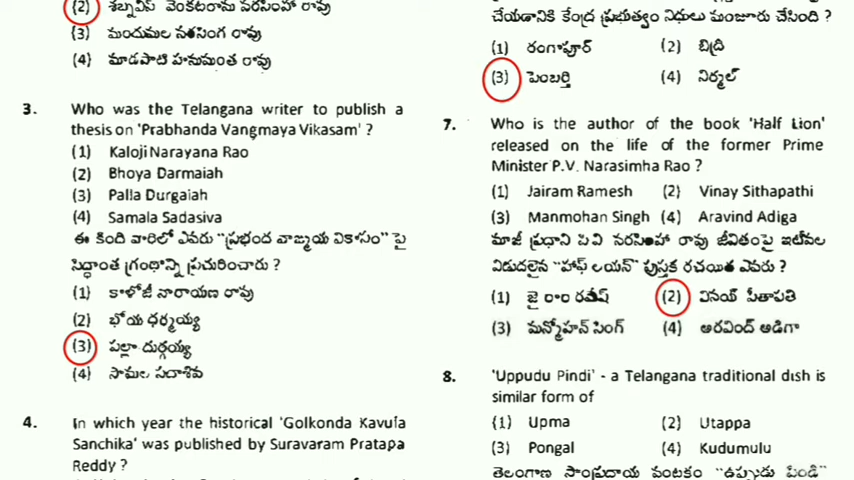 (2) శేబ్నవీస్ వెంకటరామ నరసింహా రావు
(3) మందుముల నరసింగ రావు
(4) మాడపాటి హనుమంత రావు
3. Who was the Telangana writer to publish a
thesis on 'Prabhanda Vangmaya Vikasam' ?
(1) Kaloji Narayana Rao
(2) Bhoya Darmaiah
(3) Palla Durgaiah
(4) Samala Sadasiva
ఈ కింది వారిలో ఎవరు "ప్రభంద వాఙ్మయ వికాసం" పై
సిద్ధాంత గ్రంథాన్ని ప్రచురించారు ?
(1) కాళోజీ నారాయణ రావు
(2) భోయ ధర్మయ్య
(3) పల్లా దుర్గయ్య
(4) సామల సదాశివ
4. In which year the historical 'Golkonda Kavula
Sanchika' was published by Suravaram Pratapa
Reddy ?
చేయడానికి కేంద్ర ప్రభుత్వం నిధులు మంజూరు చేసింది ?
(1) రంగాపూర్ (2) బిద్రి
(3) పెంబర్తి (4) నిర్మల్
7. Who is the author of the book 'Half Lion'
released on the life of the former Prime
Minister P.V. Narasimha Rao ?
(1) Jairam Ramesh (2) Vinay Sithapathi
(3) Manmohan Singh (4) Aravind Adiga
మాజీ ప్రధాని పి వి నరసింహా రావు జీవితంపై ఇటీవల
విడుదలైన "హాఫ్ లయన్" పుస్తక రచయిత ఎవరు ?
(1) జై రాం రమేష్ (2) వినయ్ సీతాపతి
(3) మన్మోహన్ సింగ్ (4) అరవింద్ అడిగా
8. 'Uppudu Pindi' - a Telangana traditional dish is
similar form of
(1) Upma (2) Utappa
(3) Pongal (4) Kudumulu
తెలంగాణ సాంప్రదాయ వంటకం "ఉప్పుడు పిండి"